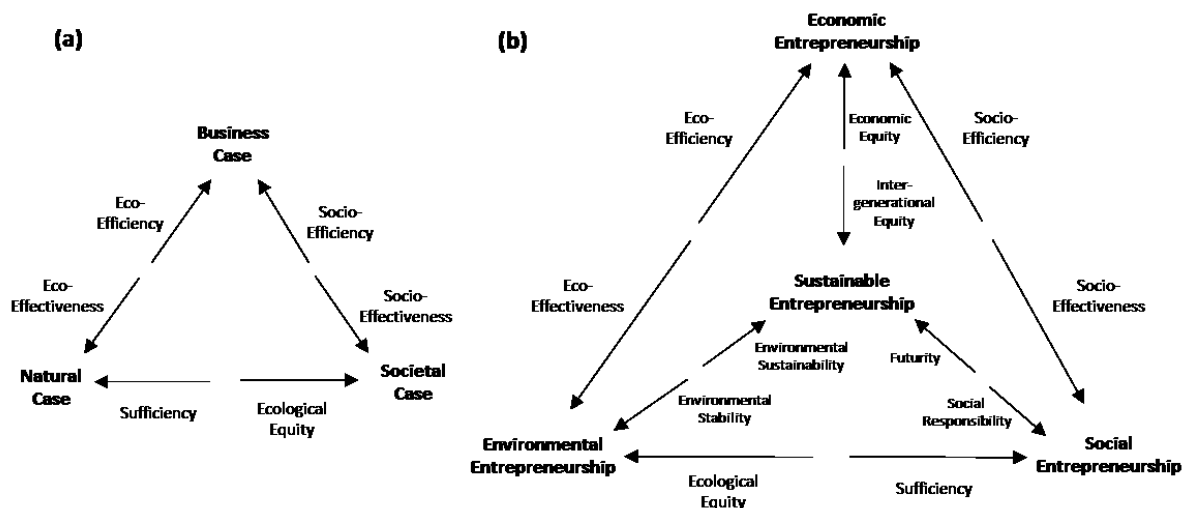 (a)
Business
Case
Eco-
Efficiency
Socio-
Efficiency
Eco-
Effectiveness
Socio-
Effectiveness
Natural
Case
Societal
Case
Sufficiency
Ecological
Equity
(b)
Economic
Entrepreneurship
Eco-
Efficiency
Economic
Equity
Socio-
Efficiency
Inter-
generational
Equity
Eco-
Effectiveness
Sustainable
Entrepreneurship
Socio-
Effectiveness
Environmental
Sustainability
Futurity
Environmental
Stability
Social
Responsibility
Environmental
Entrepreneurship
Social
Entrepreneurship
Ecological
Equity
Sufficiency